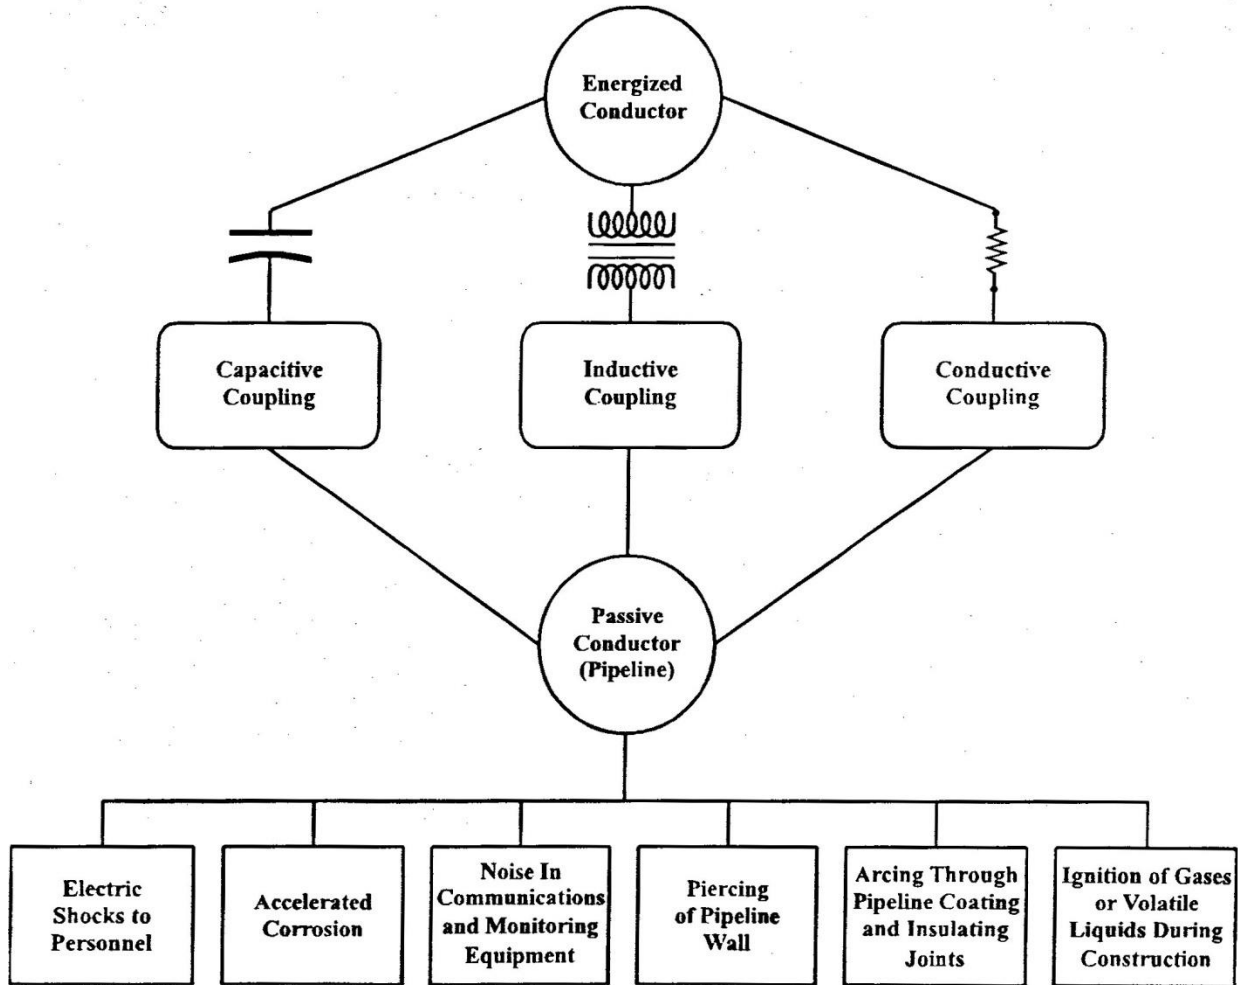 Energized
Conductor
Capacitive
Coupling
Inductive
Coupling
Conductive
Coupling
Passive
Conductor
(Pipeline)
Electric
Shocks to
Personnel
Accelerated
Corrosion
Noise In
Communications
and Monitoring
Equipment
Piercing
of Pipeline
Wall
Arcing Through
Pipeline Coating
and Insulating
Joints
Ignition of Gases
or Volatile
Liquids During
Construction